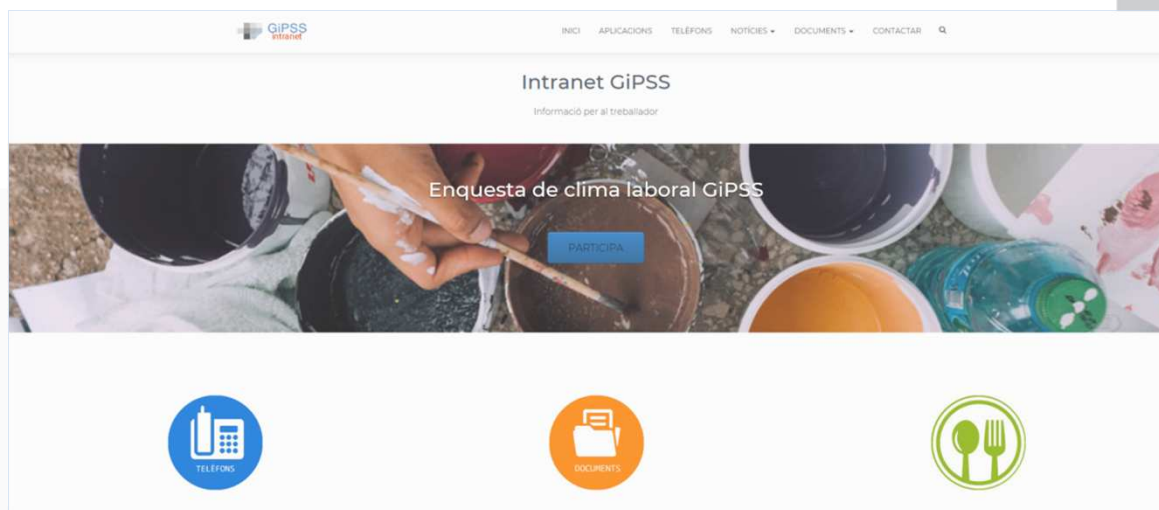 GiPSS
intranet
INICI APLICACIONS TELÈFONS NOTÍCIES DOCUMENTS CONTACTAR
Intranet GiPSS
Informació per al treballador
Enquesta de clima laboral GiPSS
PARTICIPA
TELÈFONS
DOCUMENTS